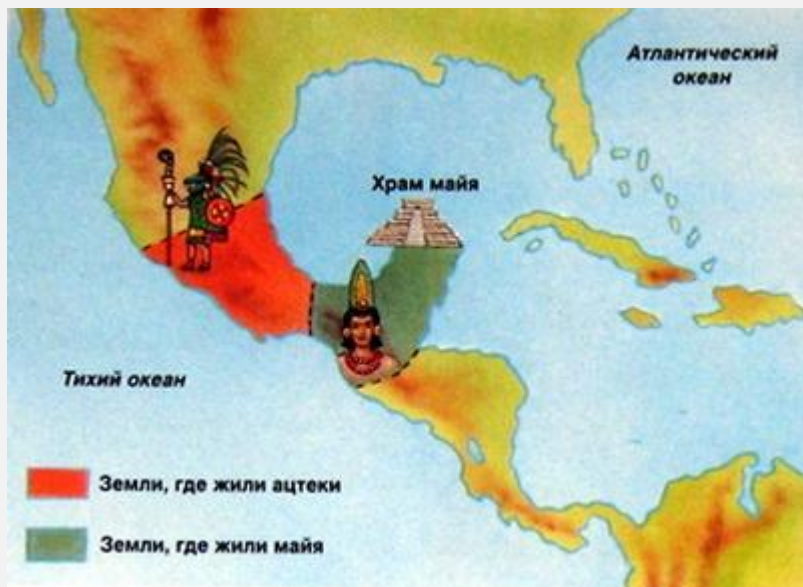 Атлантический
океан
Храм майя
Тихий океан
Земли, где жили ацтеки
Земли, где жили майя